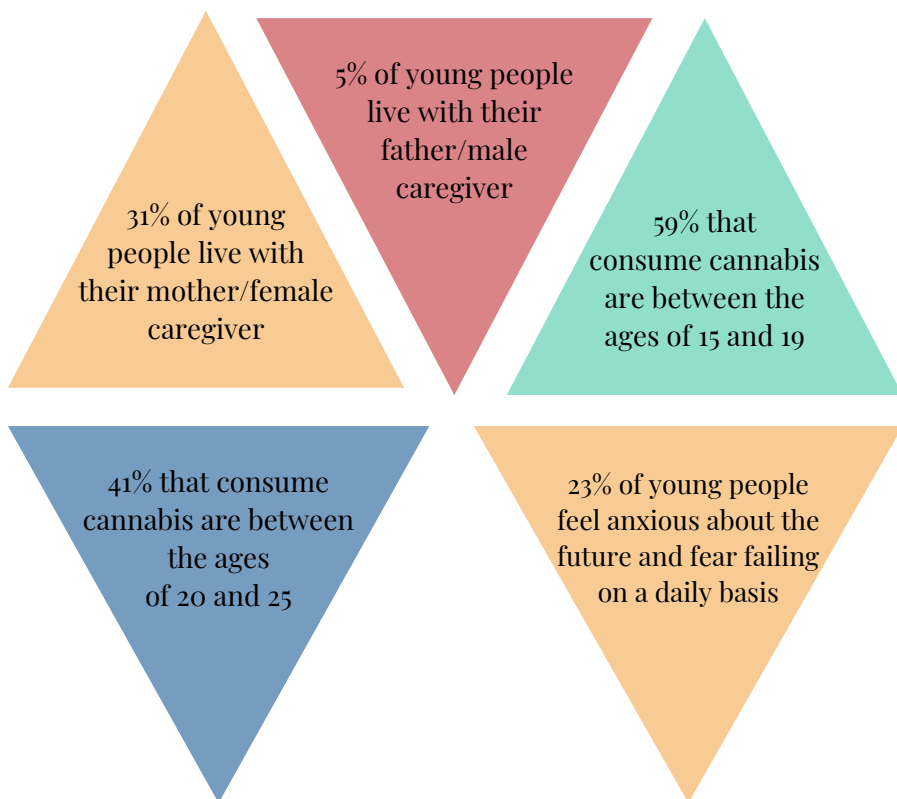 5% of young people
live with their
father/male
caregiver
31% of young
people live with
their mother/female
caregiver
59% that
consume cannabis
are between the
ages of 15 and 19
41% that consume
cannabis are between
the ages
of 20 and 25
23% of young people
feel anxious about the
future and fear failing
on a daily basis